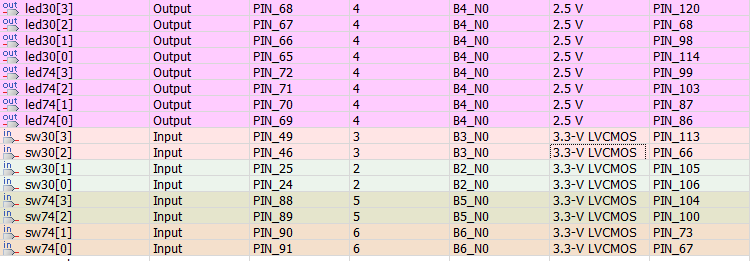 out led30[3] Output PIN_68 4 B4_N0 2.5 V PIN_120
out led30[2] Output PIN_67 4 B4_N0 2.5 V PIN_68
out led30[1] Output PIN_66 4 B4_N0 2.5 V PIN_98
out led30[0] Output PIN_65 4 B4_N0 2.5 V PIN_114
out led74[3] Output PIN_72 4 B4_N0 2.5 V PIN_99
out led74[2] Output PIN_71 4 B4_N0 2.5 V PIN_103
out led74[1] Output PIN_70 4 B4_N0 2.5 V PIN_87
out led74[0] Output PIN_69 4 B4_N0 2.5 V PIN_86
in sw30[3] Input PIN_49 3 B3_N0 3.3-V LVCMOS PIN_113
in sw30[2] Input PIN_46 3 B3_N0 3.3-V LVCMOS PIN_66
in sw30[1] Input PIN_25 2 B2_N0 3.3-V LVCMOS PIN_105
in sw30[0] Input PIN_24 2 B2_N0 3.3-V LVCMOS PIN_106
in sw74[3] Input PIN_88 5 B5_N0 3.3-V LVCMOS PIN_104
in sw74[2] Input PIN_89 5 B5_N0 3.3-V LVCMOS PIN_100
in sw74[1] Input PIN_90 6 B6_N0 3.3-V LVCMOS PIN_73
in sw74[0] Input PIN_91 6 B6_N0 3.3-V LVCMOS PIN_67